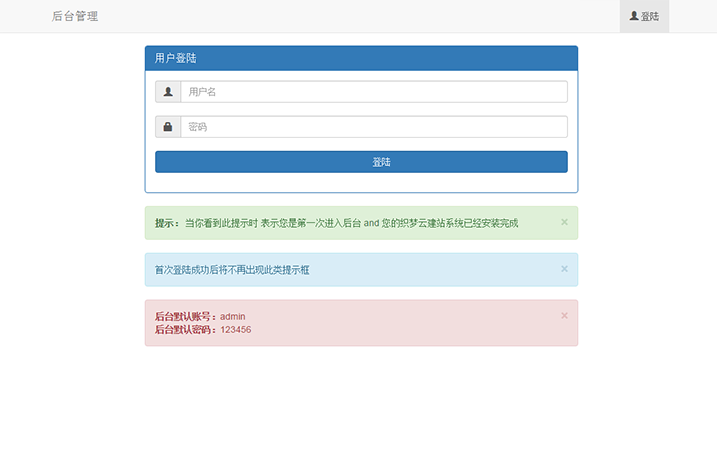 后台管理
登陆
用户登陆
用户名
密码
登陆
提示：当你看到此提示时 表示您是第一次进入后台 and 您的织梦云建站系统已经安装完成
×
首次登陆成功后将不再出现此类提示框
×
后台默认账号：admin
×
后台默认密码：123456